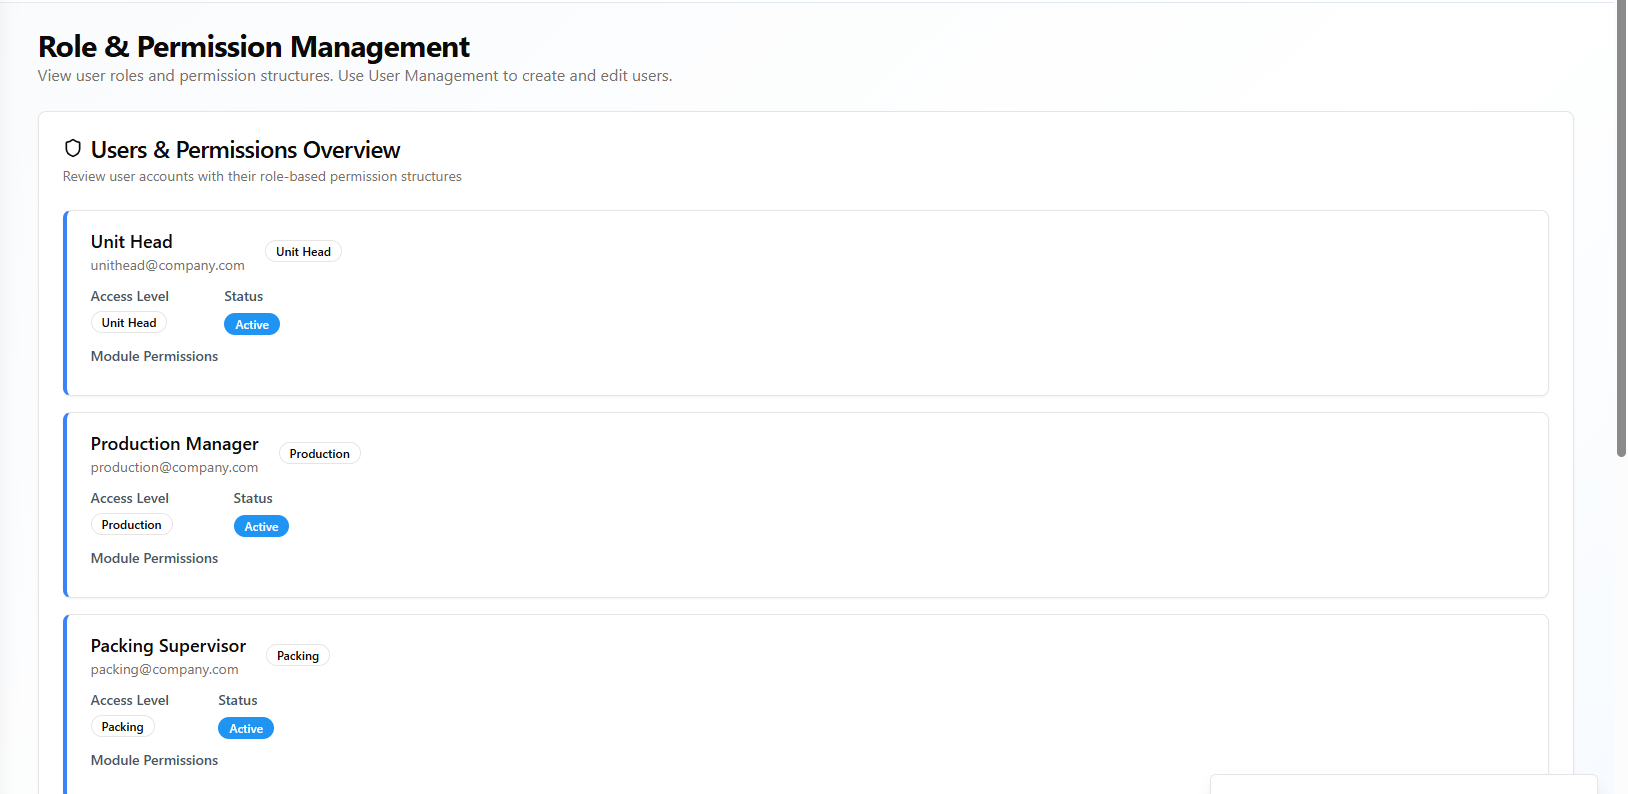 Role & Permission Management
View user roles and permission structures. Use User Management to create and edit users.
Users & Permissions Overview
Review user accounts with their role-based permission structures
Unit Head
unithead@company.com
Unit Head
Access Level
Status
Unit Head
Active
Module Permissions
Production Manager
production@company.com
Production
Access Level
Status
Production
Active
Module Permissions
Packing Supervisor
packing@company.com
Packing
Access Level
Status
Packing
Active
Module Permissions